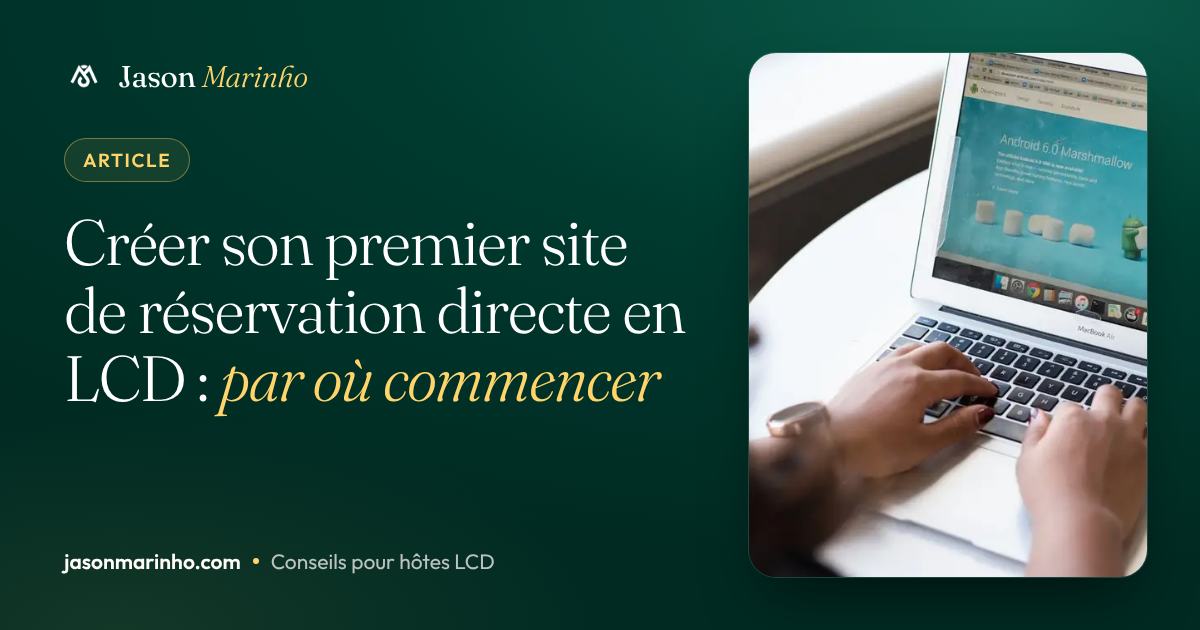 Jason Marinho
ARTICLE
Créer son premier site
de réservation directe en
LCD : par où commencer
jasonmarinho.com • Conseils pour hôtes LCD
Developers
Android 6.0 Marshmallow
MacBook Air